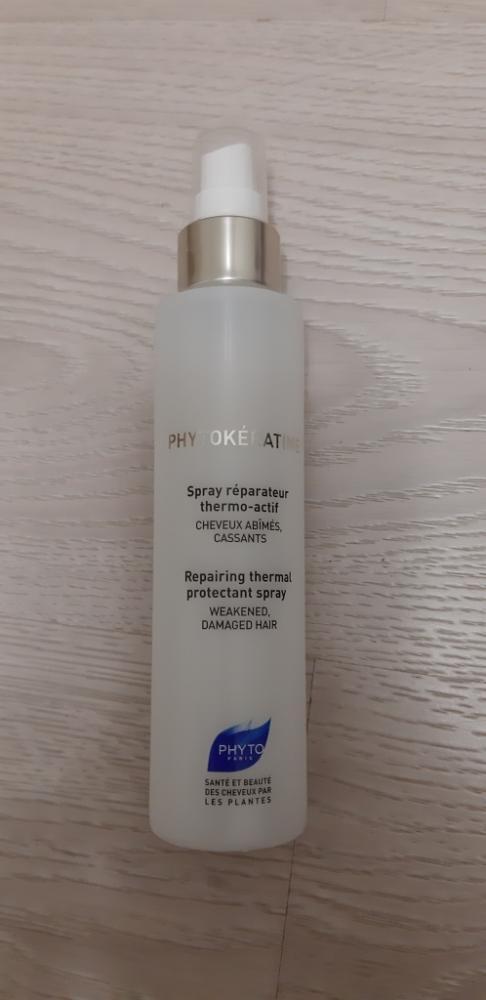 PHYTOKÉRATINE
Spray réparateur
thermo-actif
CHEVEUX ABÎMÉS,
CASSANTS
Repairing thermal
protectant spray
WEAKENED,
DAMAGED HAIR
PHYTO
PARIS
SANTÉ ET BEAUTÉ
DES CHEVEUX PAR
LES PLANTES